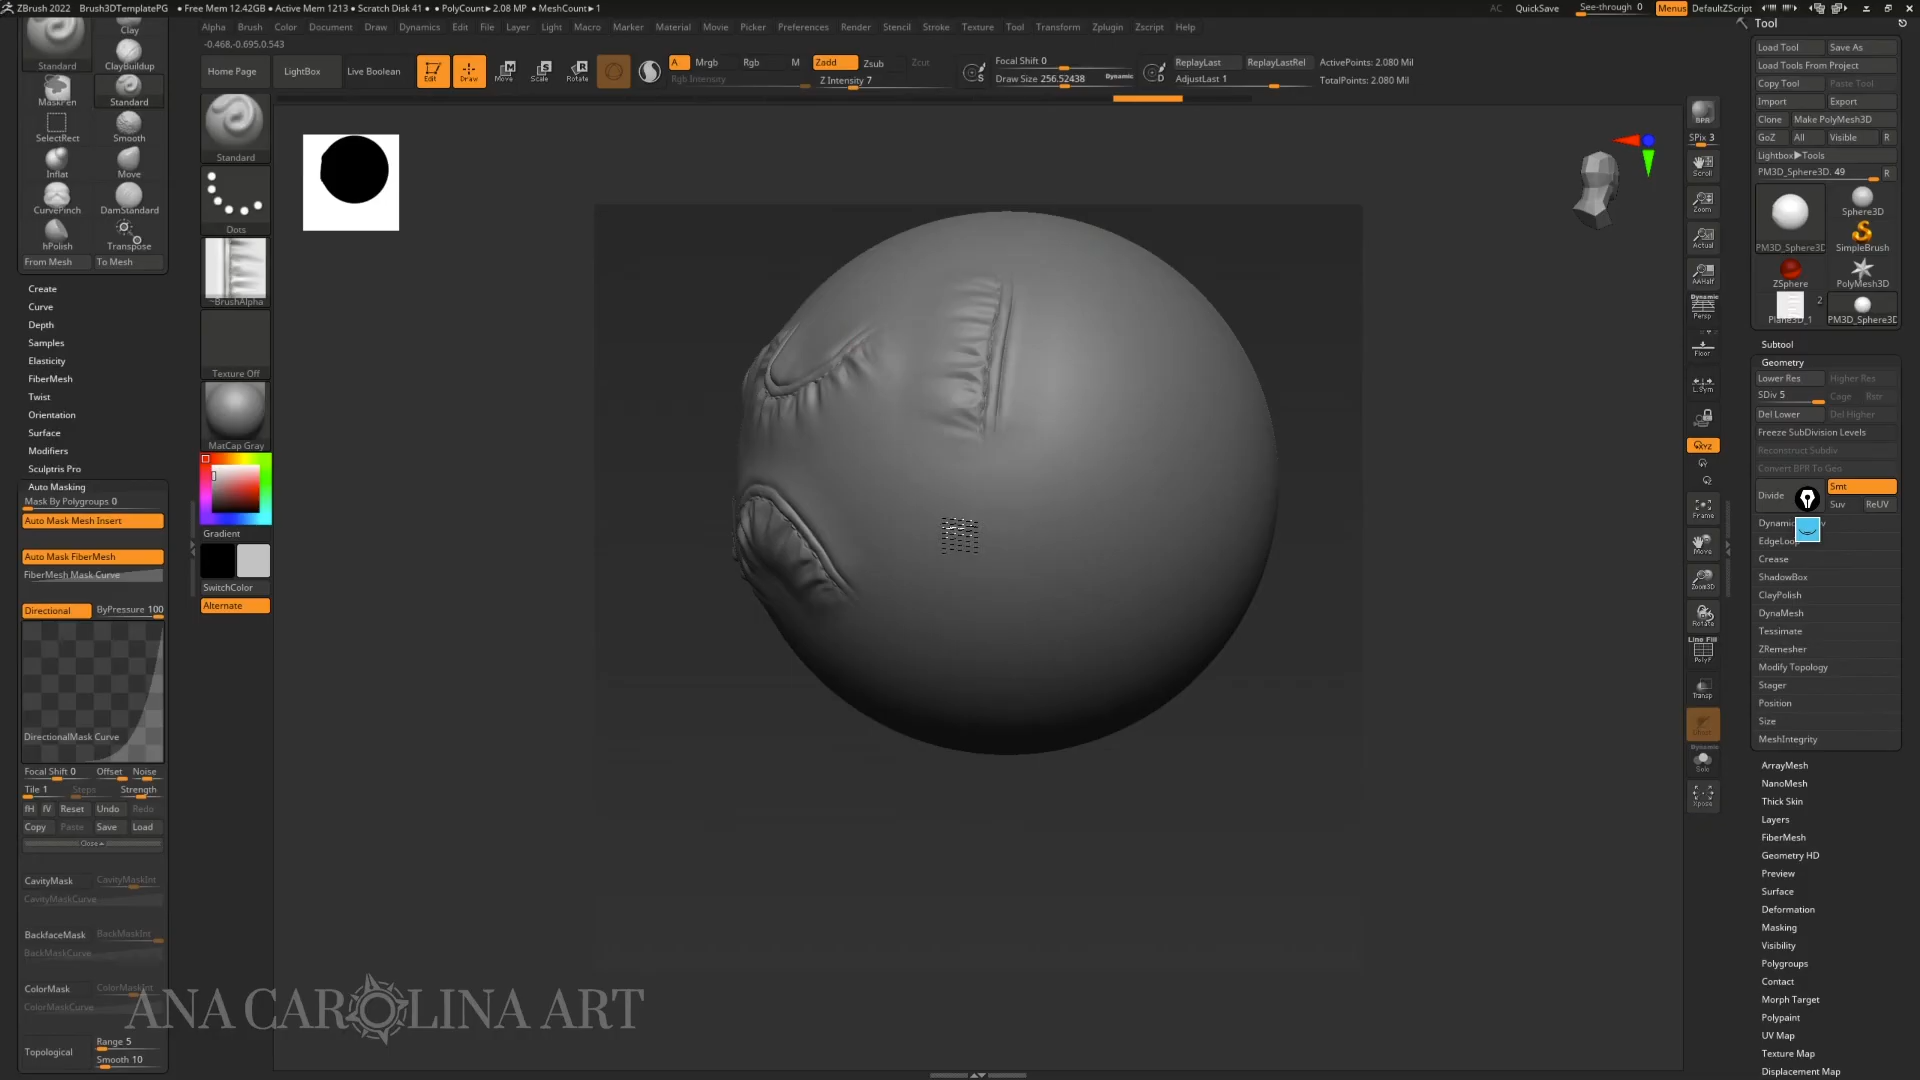 ZBrush 2022 Brush3DTemplatePG • Free Mem 12.42GB • Active Mem 1213 • Scratch Disk 41 • • PolyCount▶2.08 MP • MeshCount▶1
AC QuickSave See-through 0 Menus DefaultZScript
Alpha Brush Color Document Draw Dynamics Edit File Layer Light Macro Marker Material Movie Picker Preferences Render Stencil Stroke Texture Tool Transform Zplugin Zscript Help
-0.468,-0.695,0.543
Home Page LightBox Live Boolean Edit Draw Move Scale Rotate
A Mrgb Rgb M Zadd Zsub Zcut
Rgb Intensity Z Intensity 7
Focal Shift 0
Draw Size 256.52438 Dynamic
ReplayLast ReplayLastRel
AdjustLast 1
ActivePoints: 2.080 Mil
TotalPoints: 2.080 Mil
Clay
Standard ClayBuildup
MaskPen Standard
SelectRect Smooth
Inflat Move
CurvePinch DamStandard
hPolish Transpose
From Mesh To Mesh
Create
Curve
Depth
Samples
Elasticity
FiberMesh
Twist
Orientation
Surface
Modifiers
Sculptris Pro
Auto Masking
Mask By Polygroups 0
Auto Mask Mesh Insert
Auto Mask FiberMesh
FiberMesh Mask Curve
Directional ByPressure 100
DirectionalMask Curve
Focal Shift 0 Offset Noise
Tile 1 Steps Strength
fH fV Reset Undo Redo
Copy Paste Save Load
Close
CavityMask CavityMaskInt
CavityMaskCurve
BackfaceMask BackMaskInt
BackMaskCurve
ColorMask ColorMaskInt
ColorMaskCurve
Topological Range 5
Smooth 10
Standard
Dots
~BrushAlpha
Texture Off
MatCap Gray
Gradient
SwitchColor
Alternate
ANA CAROLINA ART
BPR
SPix 3
Scroll
Zoom
Actual
AAHalf
Dynamic
Persp
Floor
L.Sym
XYZ
Frame
Move
Zoom3D
Rotate
Line Fill
PolyF
Transp
Ghost
Dynamic
Solo
Xpose
Tool
Load Tool Save As
Load Tools From Project
Copy Tool Paste Tool
Import Export
Clone Make PolyMesh3D
GoZ All Visible R
Lightbox▶Tools
PM3D_Sphere3D. 49 R
PM3D_Sphere3D Sphere3D
SimpleBrush
ZSphere PolyMesh3D
2
Plane3D_1 PM3D_Sphere3D
Subtool
Geometry
Lower Res Higher Res
SDiv 5 Cage Rstr
Del Lower Del Higher
Freeze SubDivision Levels
Reconstruct Subdiv
Convert BPR To Geo
Divide Smt
Suv ReUV
EdgeLoop
Crease
ShadowBox
ClayPolish
DynaMesh
Tessimate
ZRemesher
Modify Topology
Stager
Position
Size
MeshIntegrity
ArrayMesh
NanoMesh
Thick Skin
Layers
FiberMesh
Geometry HD
Preview
Surface
Deformation
Masking
Visibility
Polygroups
Contact
Morph Target
Polypaint
UV Map
Texture Map
Displacement Map